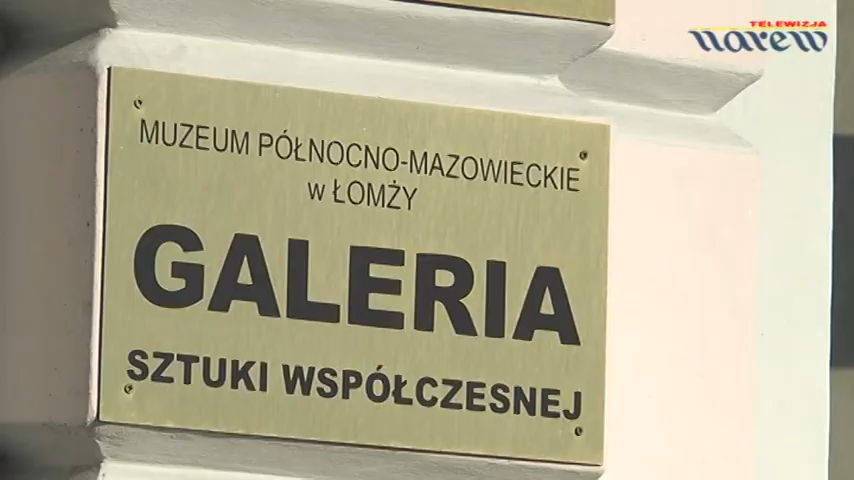 TELEWIZJA
narew
MUZEUM PÓŁNOCNO-MAZOWIECKIE
w ŁOMŻY
GALERIA
SZTUKI WSPÓŁCZESNEJ